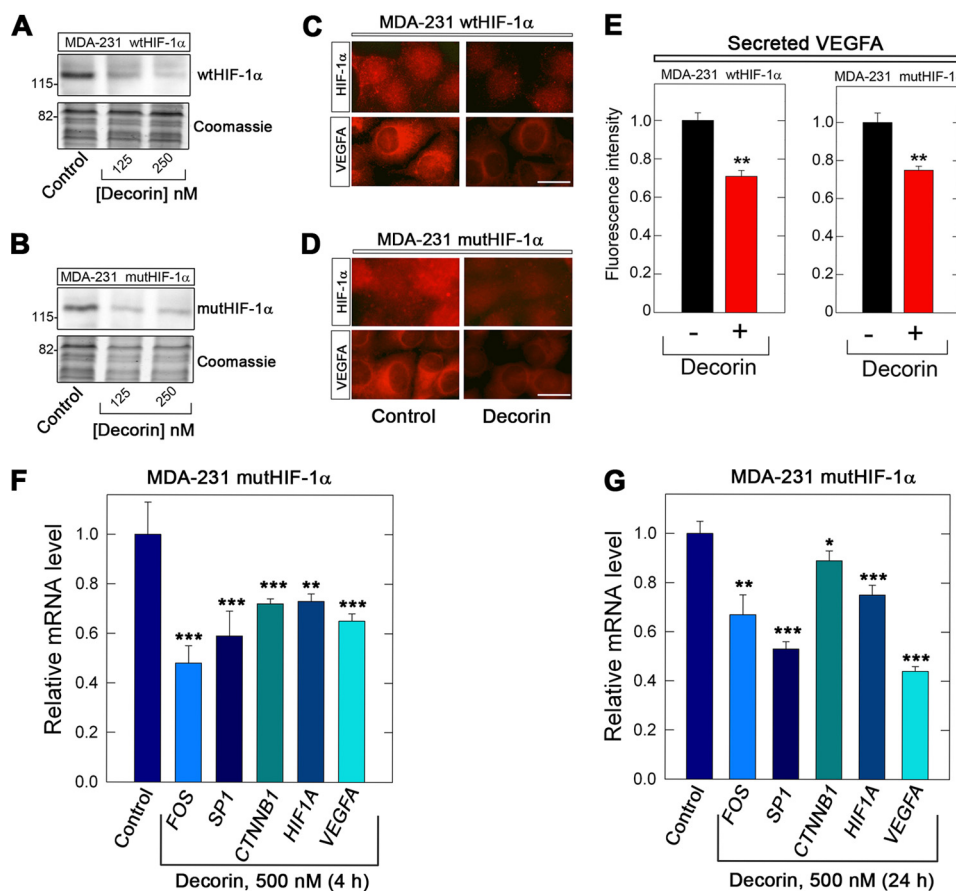 A
MDA-231 wtHIF-1α
115-
wtHIF-1α
82-
Coomassie
Control
125
250
[Decorin] nM
B
MDA-231 mutHIF-1α
115-
mutHIF-1α
82-
Coomassie
Control
125
250
[Decorin] nM
C
MDA-231 wtHIF-1α
HIF-1α
VEGFA
D
MDA-231 mutHIF-1α
HIF-1α
VEGFA
Control Decorin
E
Secreted VEGFA
MDA-231 wtHIF-1α
Fluorescence intensity
1.0
0.8
0.6
0.4
0.2
0
**
- +
Decorin
MDA-231 mutHIF-1
1.0
0.8
0.6
0.4
0.2
0
**
- +
Decorin
F
MDA-231 mutHIF-1α
Relative mRNA level
1.0
0.8
0.6
0.4
0.2
0.0
*** *** *** ** ***
Control FOS SP1 CTNNB1 HIF1A VEGFA
Decorin, 500 nM (4 h)
G
MDA-231 mutHIF-1α
Relative mRNA level
1.0
0.8
0.6
0.4
0.2
0.0
** *** * *** ***
Control FOS SP1 CTNNB1 HIF1A VEGFA
Decorin, 500 nM (24 h)